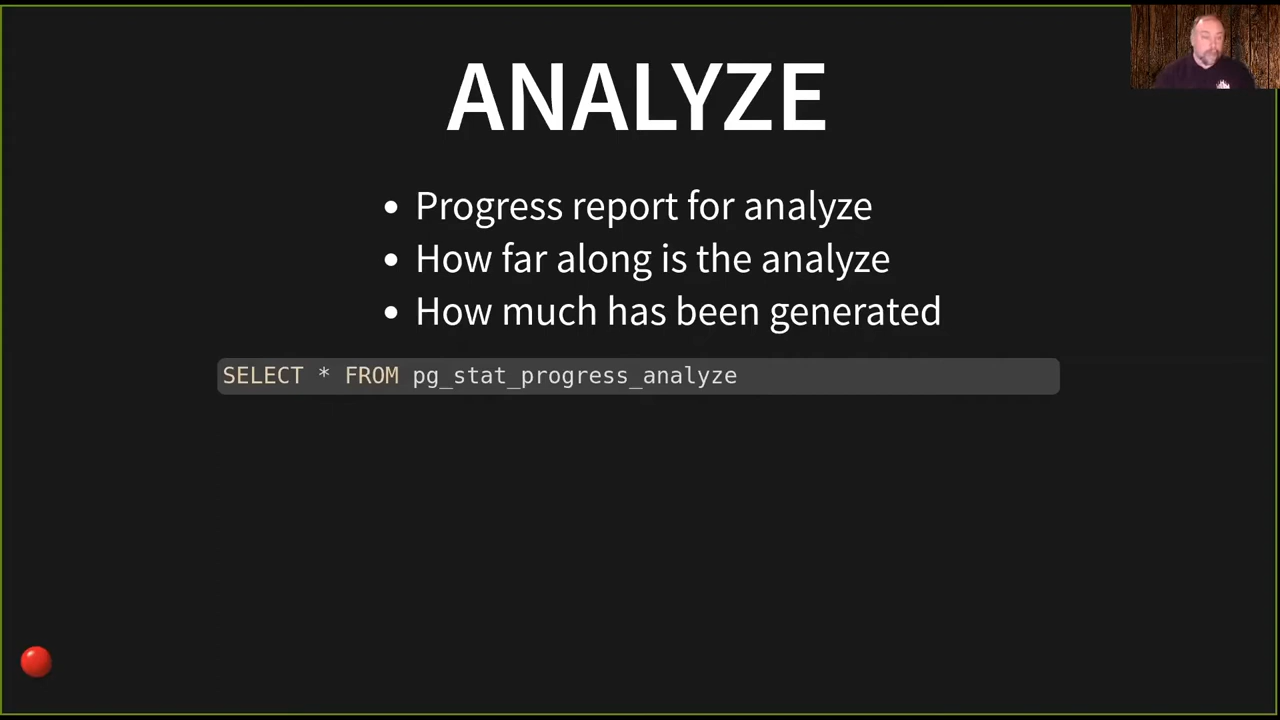 ANALYZE
• Progress report for analyze
• How far along is the analyze
• How much has been generated
SELECT * FROM pg_stat_progress_analyze